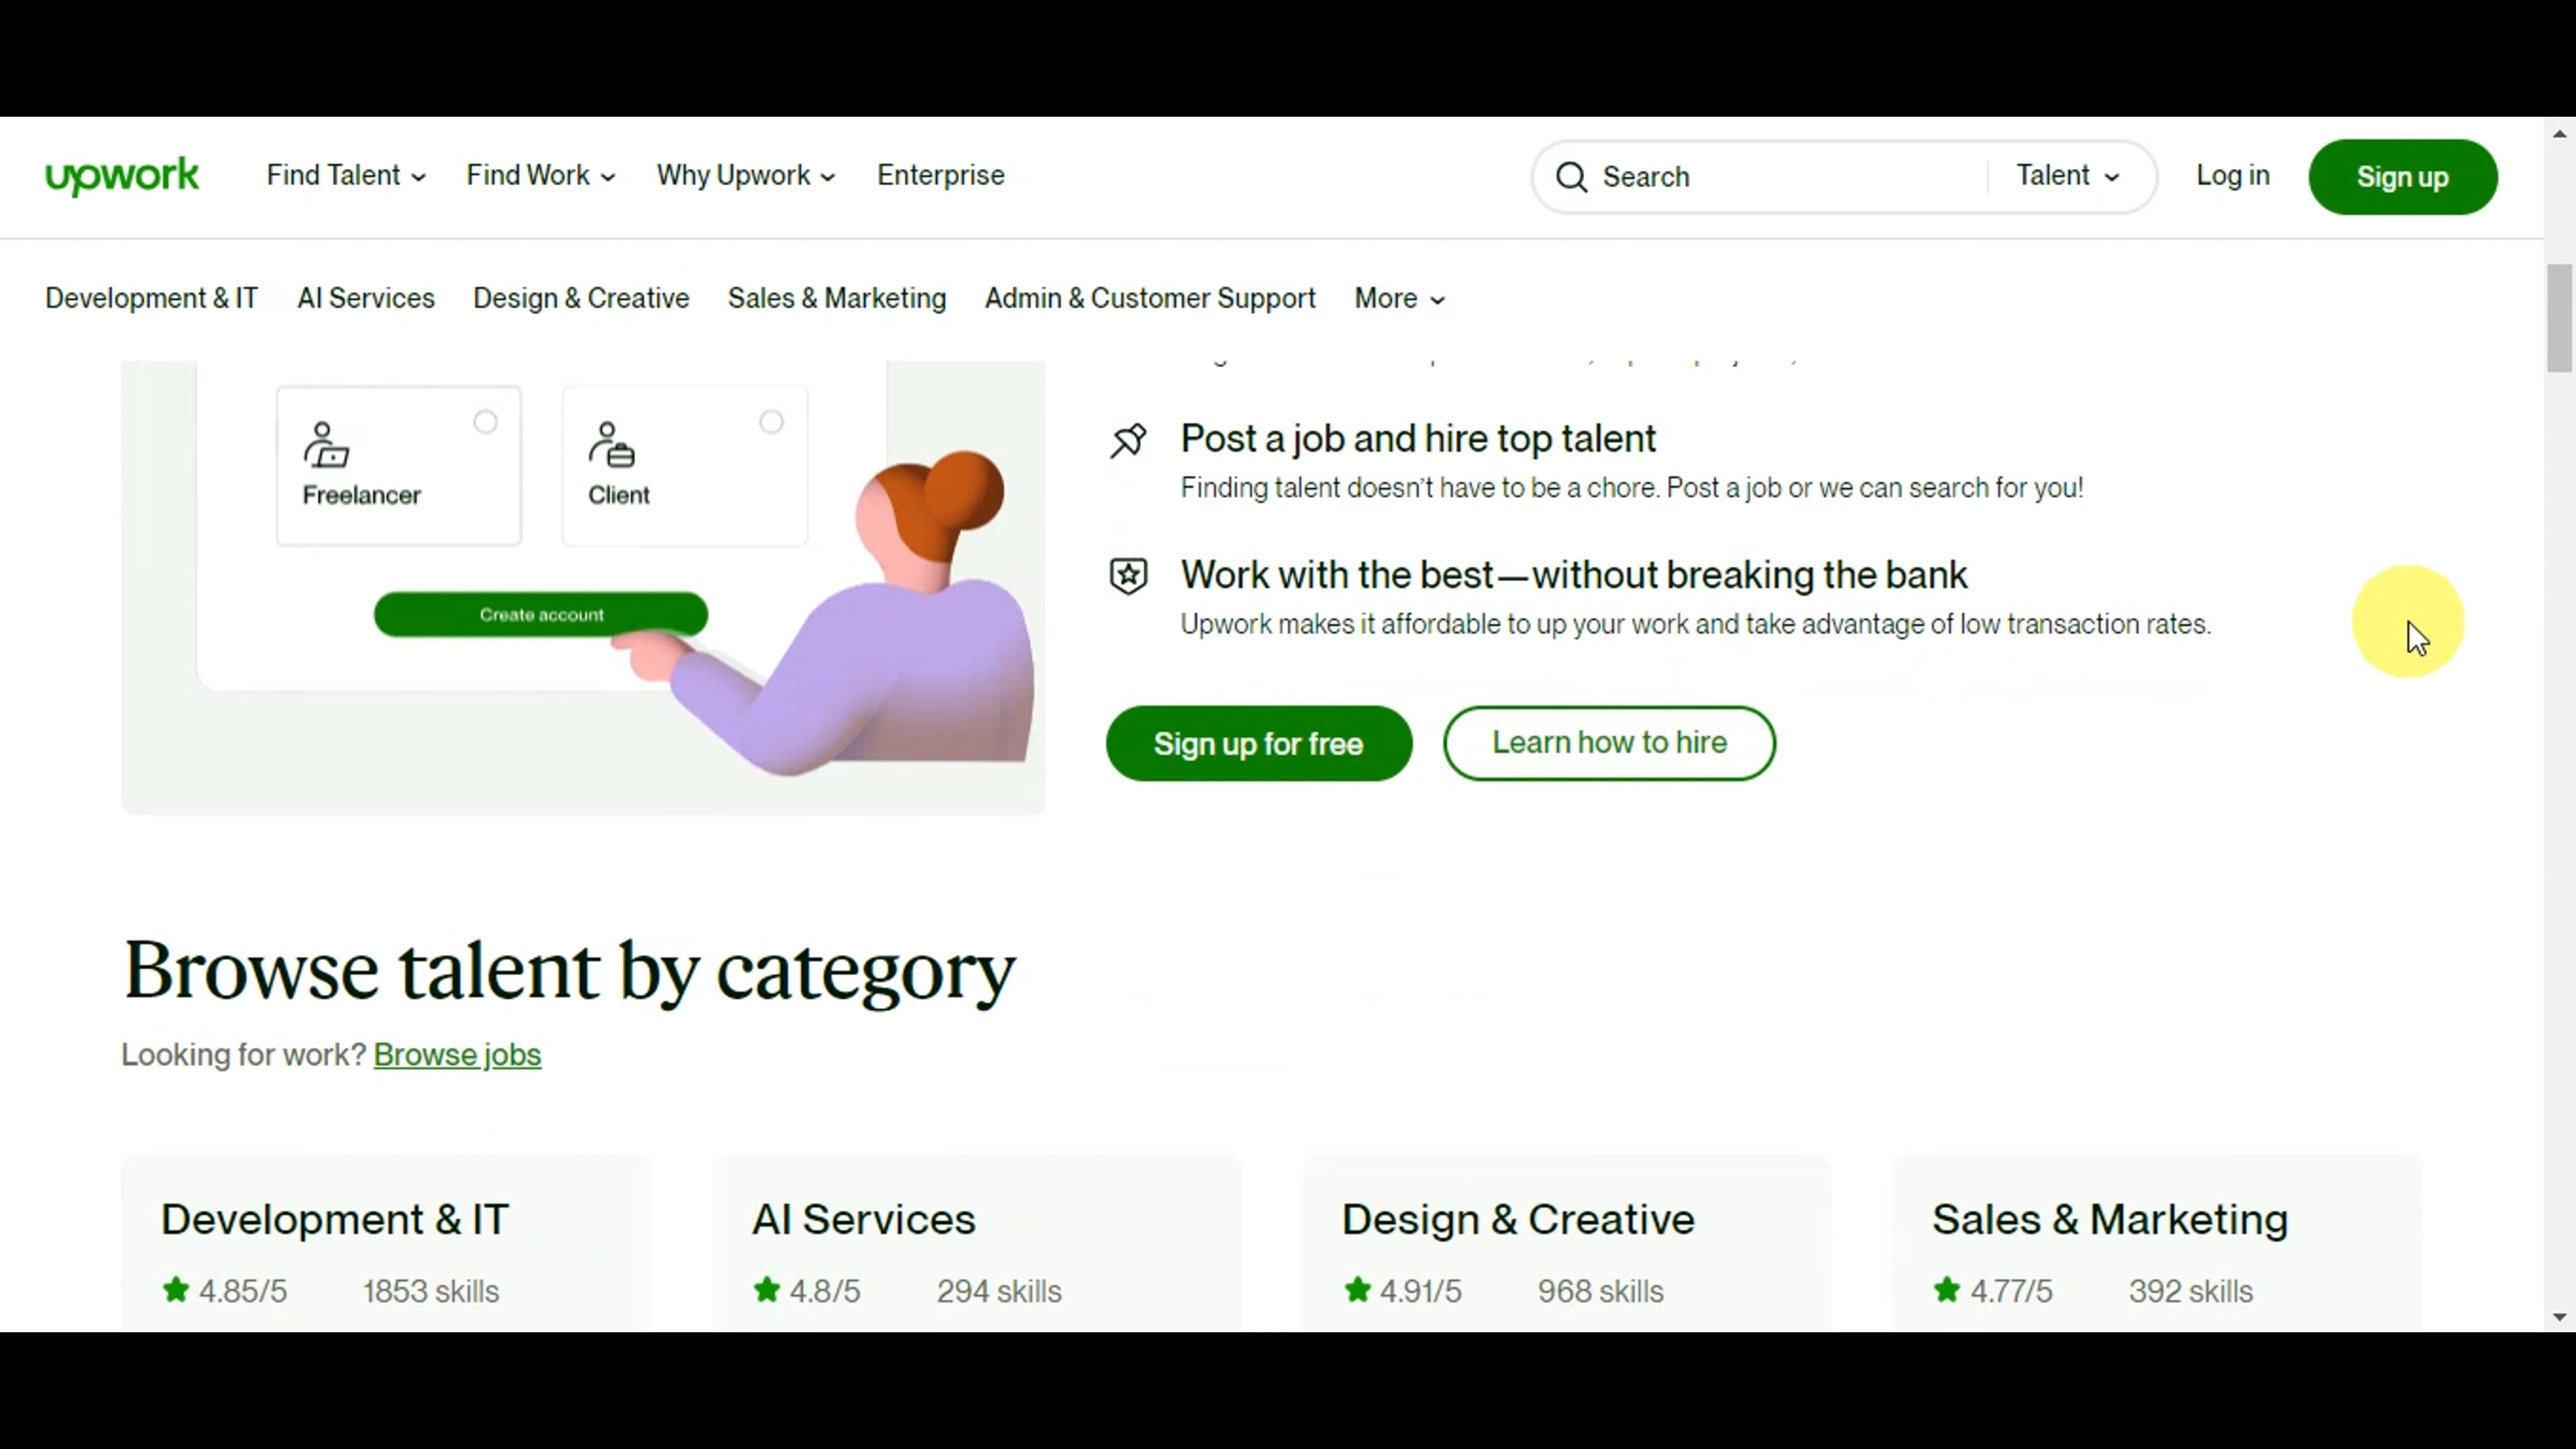 upwork
Find Talent
Find Work
Why Upwork
Enterprise
Search
Talent
Log in
Sign up
Development & IT
AI Services
Design & Creative
Sales & Marketing
Admin & Customer Support
More
Freelancer
Client
Create account
Post a job and hire top talent
Finding talent doesn't have to be a chore. Post a job or we can search for you!
Work with the best—without breaking the bank
Upwork makes it affordable to up your work and take advantage of low transaction rates.
Sign up for free
Learn how to hire
Browse talent by category
Looking for work? Browse jobs
Development & IT
4.85/5 1853 skills
AI Services
4.8/5 294 skills
Design & Creative
4.91/5 968 skills
Sales & Marketing
4.77/5 392 skills